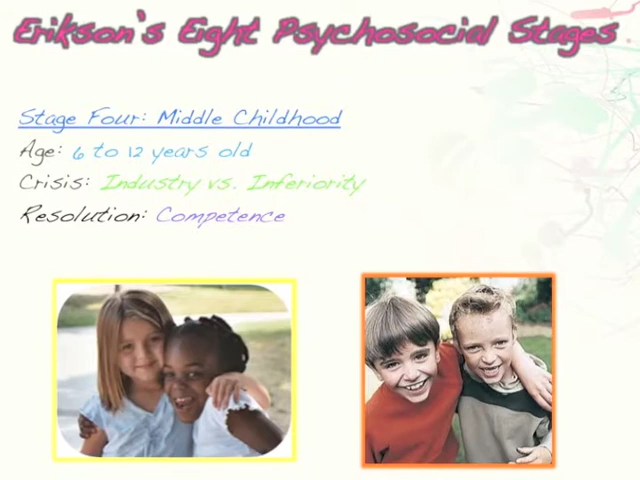 Erikson's Eight Psychosocial Stages
Stage Four: Middle Childhood
Age: 6 to 12 years old
Crisis: Industry vs. Inferiority
Resolution: Competence